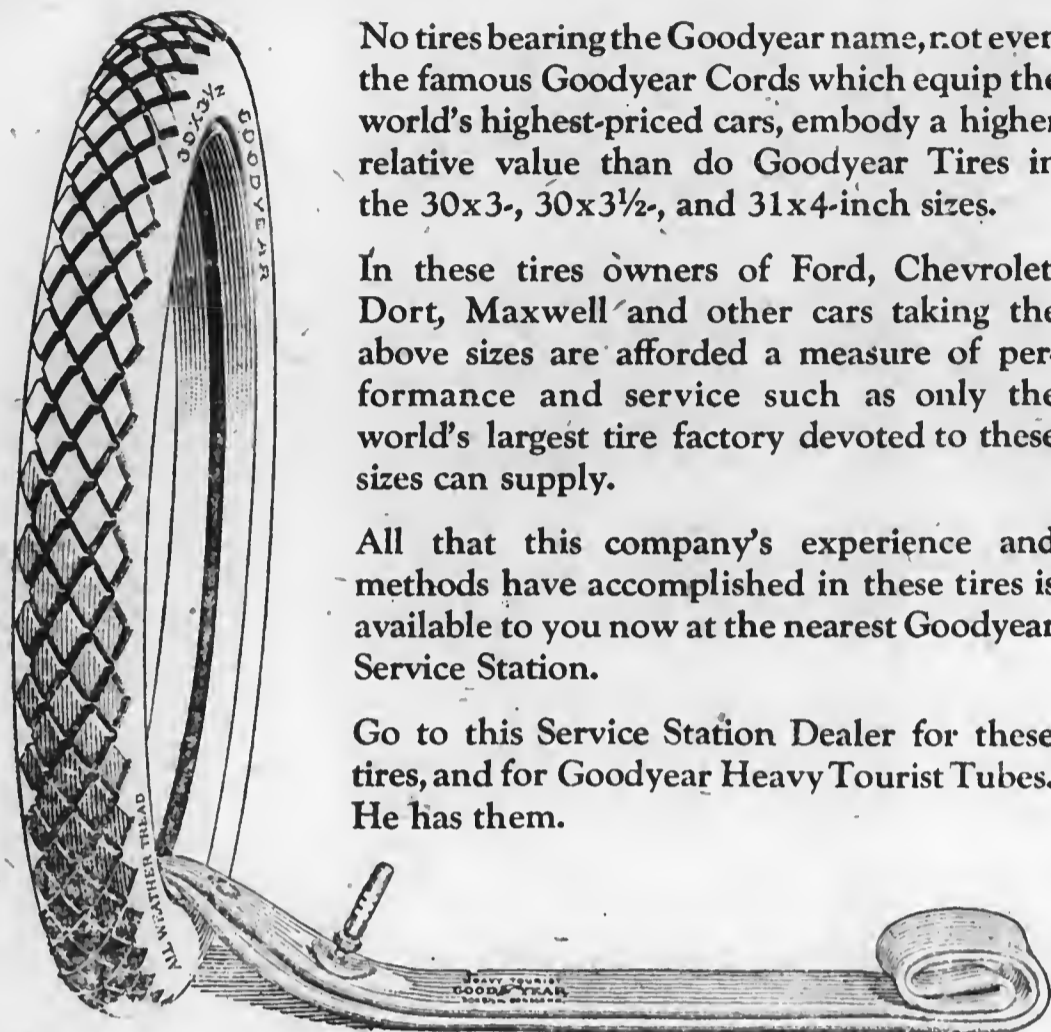 No tires bearing the Goodyear name, not ever
the famous Goodyear Cords which equip the
world's highest-priced cars, embody a higher
relative value than do Goodyear Tires in
the 30x3-, 30x3½-, and 31x4-inch sizes.
In these tires owners of Ford, Chevrolet
Dort, Maxwell and other cars taking the
above sizes are afforded a measure of per
formance and service such as only the
world's largest tire factory devoted to these
sizes can supply.
All that this company's experience and
methods have accomplished in these tires is
available to you now at the nearest Goodyear
Service Station.
Go to this Service Station Dealer for these
tires, and for Goodyear Heavy Tourist Tubes.
He has them.
30X3½ GOODYEAR
ALL WEATHER TREAD
HEAVY TOURIST
GOODYEAR